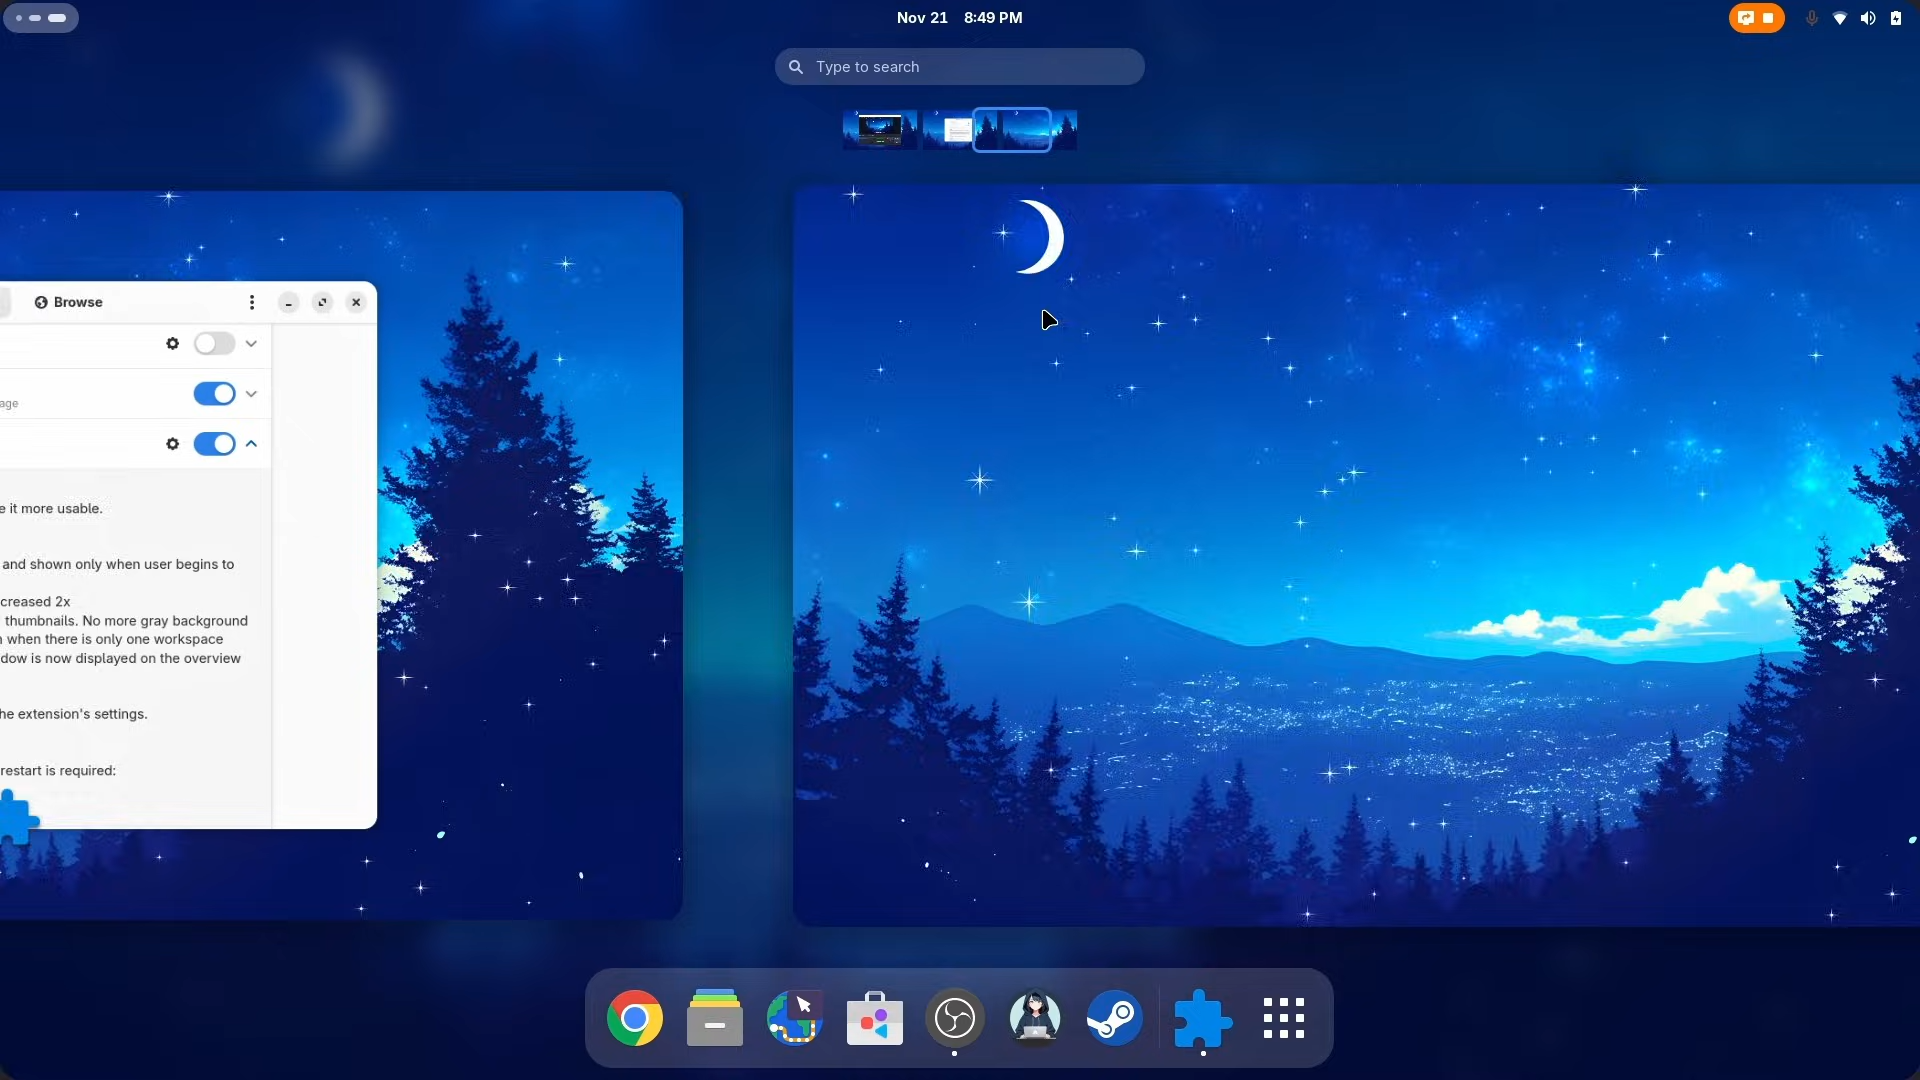 Nov 21 8:49 PM
Type to search
Browse
age
e it more usable.
and shown only when user begins to
creased 2x
thumbnails. No more gray background
when there is only one workspace
dow is now displayed on the overview
he extension's settings.
restart is required: